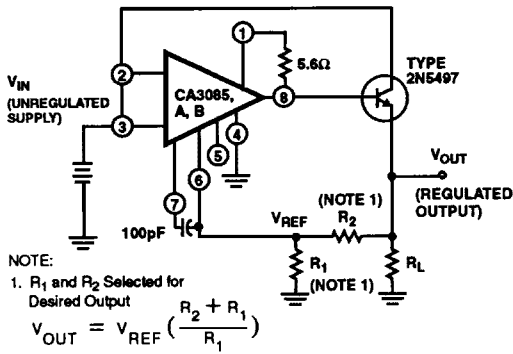 1
5.6Ω
TYPE
2N5497
2
CA3085,
A, B
8
V_IN
(UNREGULATED
SUPPLY)
3
4
5
6
7
V_OUT
(REGULATED
OUTPUT)
(NOTE 1)
100pF
V_REF
R_2
R_1
(NOTE 1)
R_L
NOTE:
1. R_1 and R_2 Selected for
Desired Output
V_OUT = V_REF ( (R_2 + R_1) / R_1 )